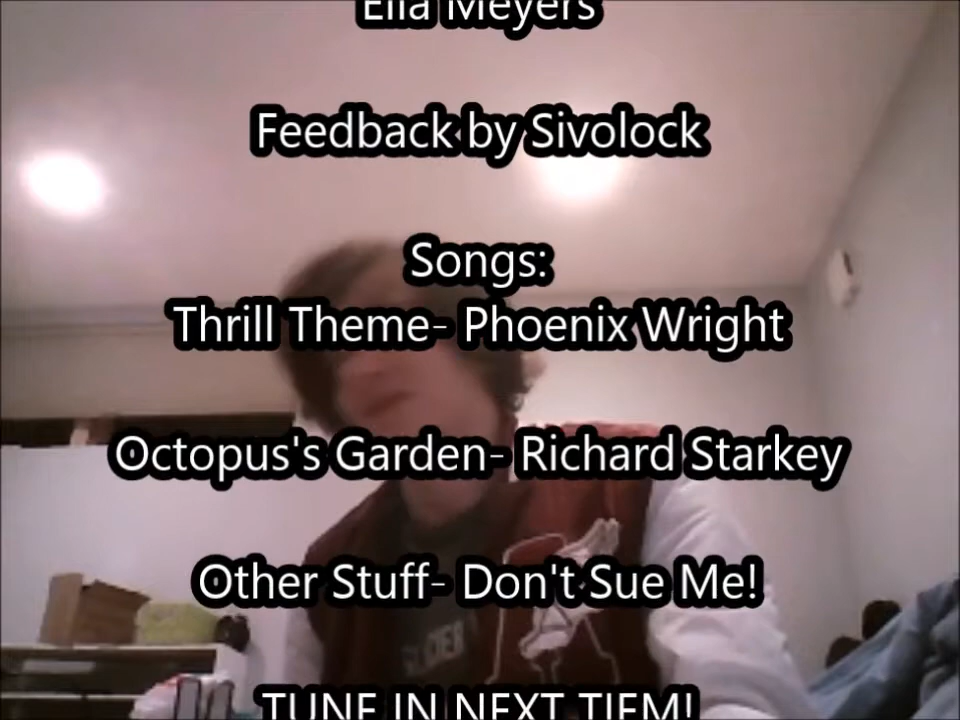 Ella Meyers
Feedback by Sivolock
Songs:
Thrill Theme- Phoenix Wright
Octopus's Garden- Richard Starkey
Other Stuff- Don't Sue Me!
TUNE IN NEXT TIEM!